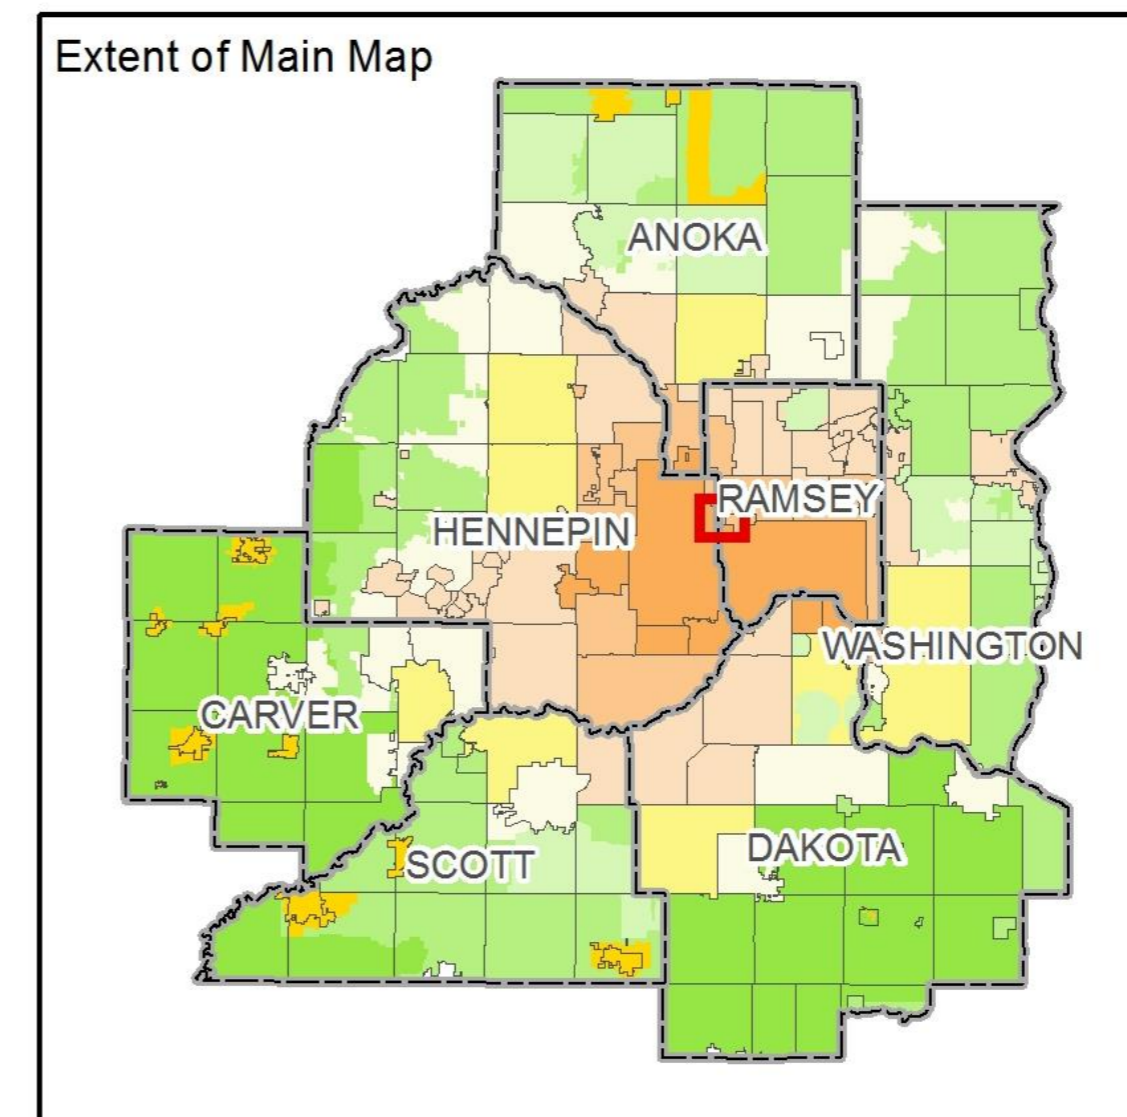 Extent of Main Map
ANOKA
RAMSEY
HENNEPIN
WASHINGTON
CARVER
DAKOTA
SCOTT